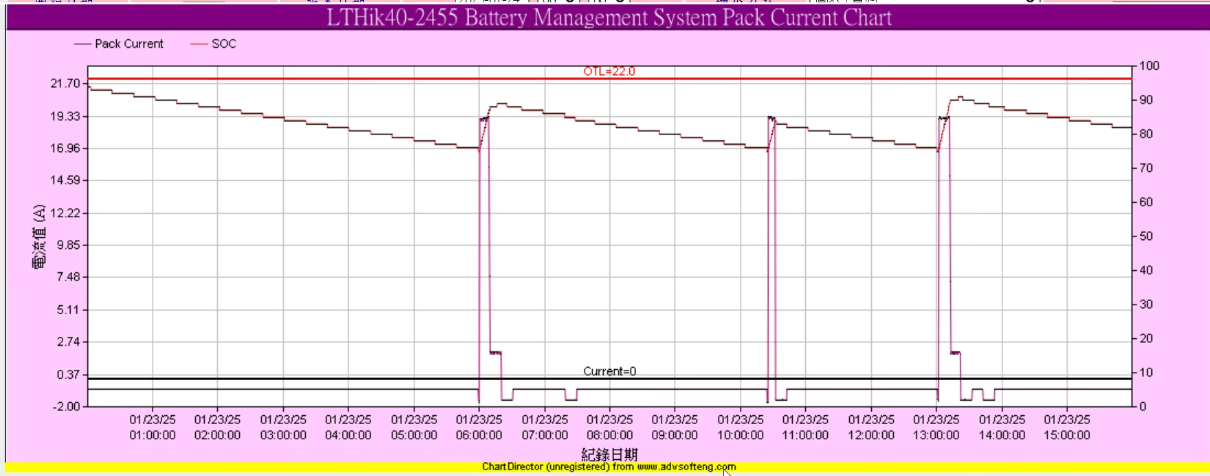 LTHik40-2455 Battery Management System Pack Current Chart
Pack Current SOC
OTL=22.0
21.70
19.33
16.96
14.59
12.22
9.85
7.48
5.11
2.74
0.37
-2.00
電流值 (A)
100
90
80
70
60
50
40
30
20
10
0
Current=0
01/23/25 01/23/25 01/23/25 01/23/25 01/23/25 01/23/25 01/23/25 01/23/25 01/23/25 01/23/25 01/23/25 01/23/25 01/23/25 01/23/25 01/23/25
01:00:00 02:00:00 03:00:00 04:00:00 05:00:00 06:00:00 07:00:00 08:00:00 09:00:00 10:00:00 11:00:00 12:00:00 13:00:00 14:00:00 15:00:00
紀錄日期
ChartDirector (unregistered) from www.advsofteng.com